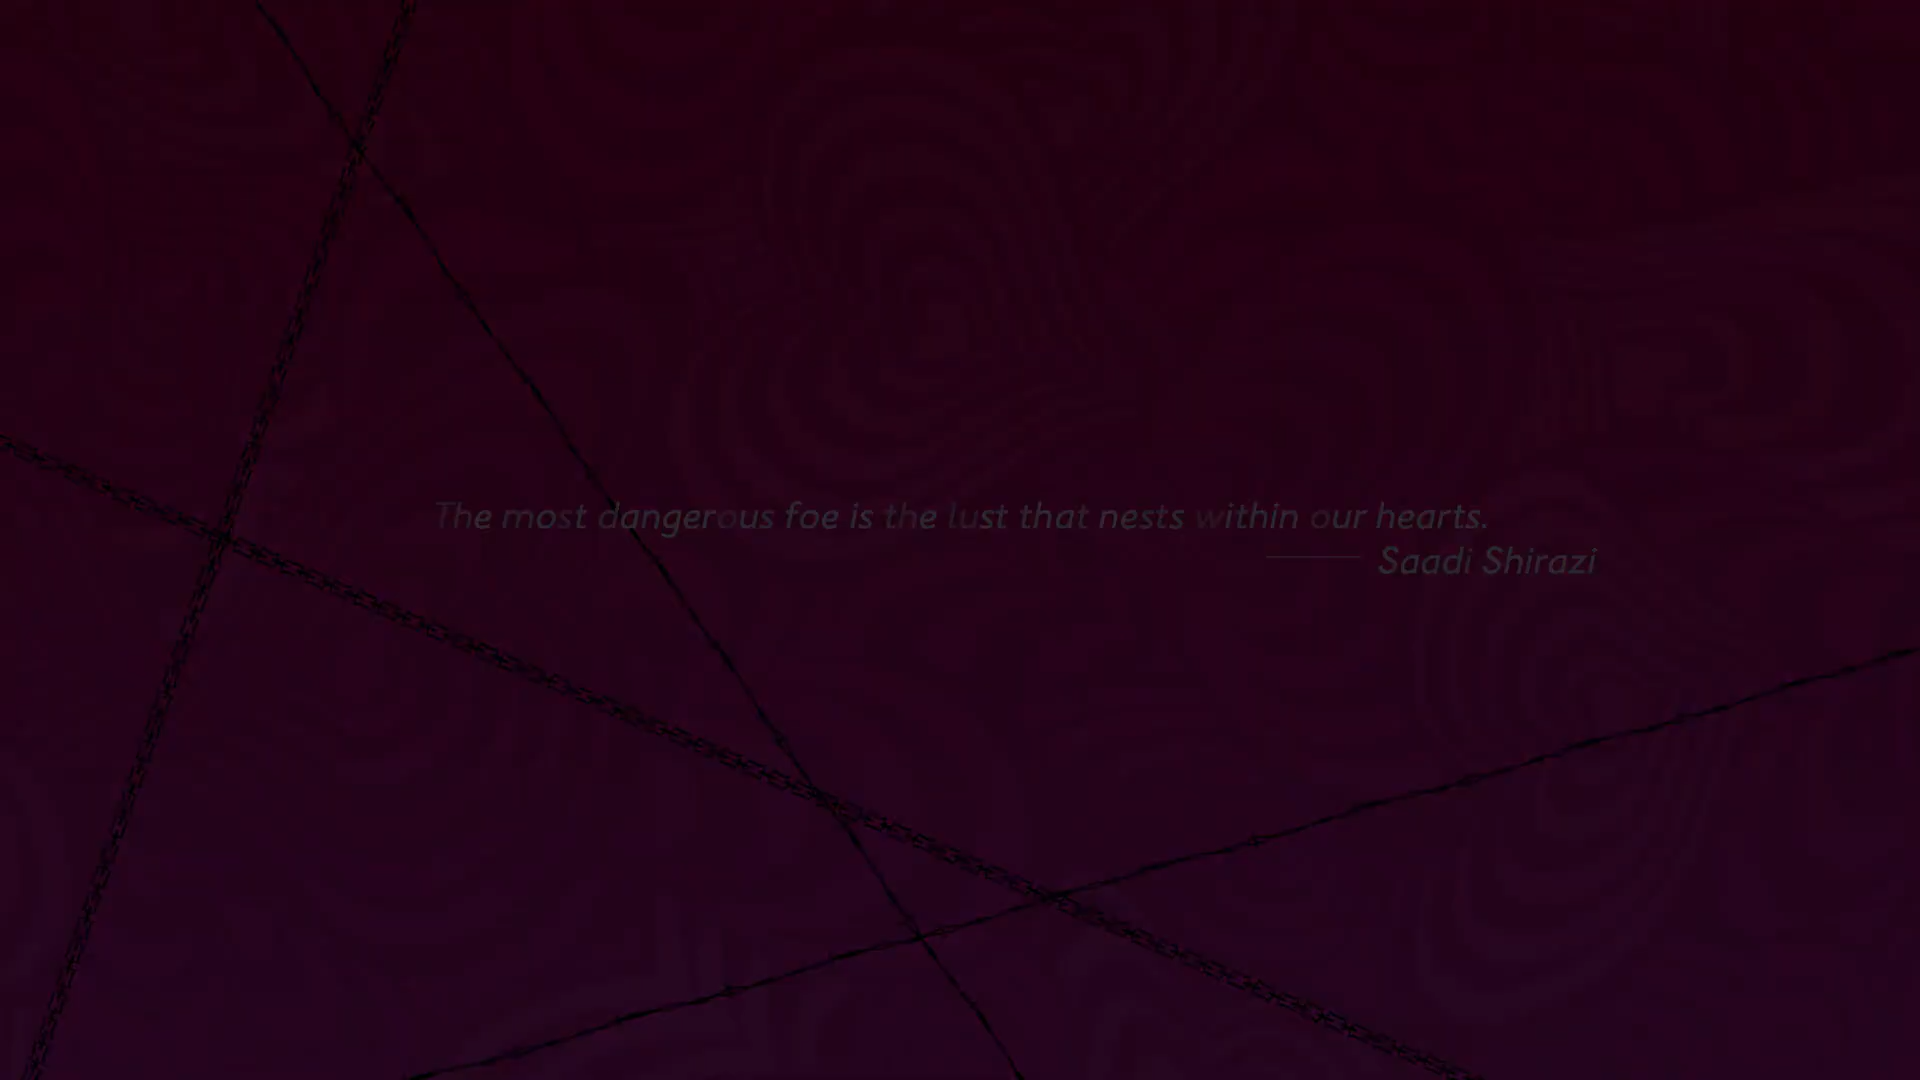 The most dangerous foe is the lust that nests within our hearts.
Saadi Shirazi